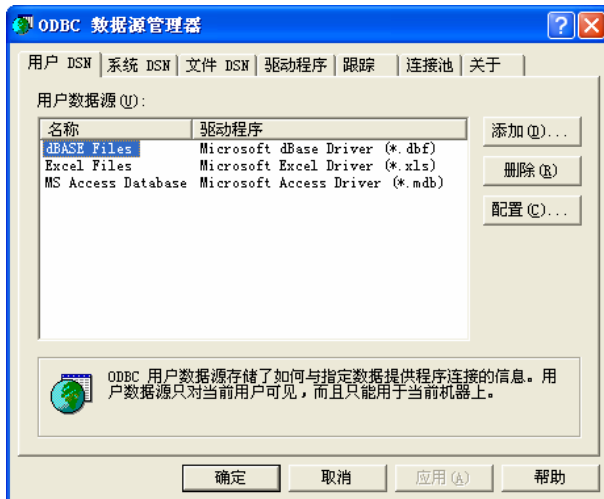 ODBC 数据源管理器
用户 DSN 系统 DSN 文件 DSN 驱动程序 跟踪 连接池 关于
用户数据源(U):
名称 驱动程序
dBASE Files Microsoft dBase Driver (*.dbf)
Excel Files Microsoft Excel Driver (*.xls)
MS Access Database Microsoft Access Driver (*.mdb)
添加(D)...
删除(R)
配置(C)...
ODBC 用户数据源存储了如何与指定数据提供程序连接的信息。用
户数据源只对当前用户可见,而且只能用于当前机器上。
确定 取消 应用(A) 帮助